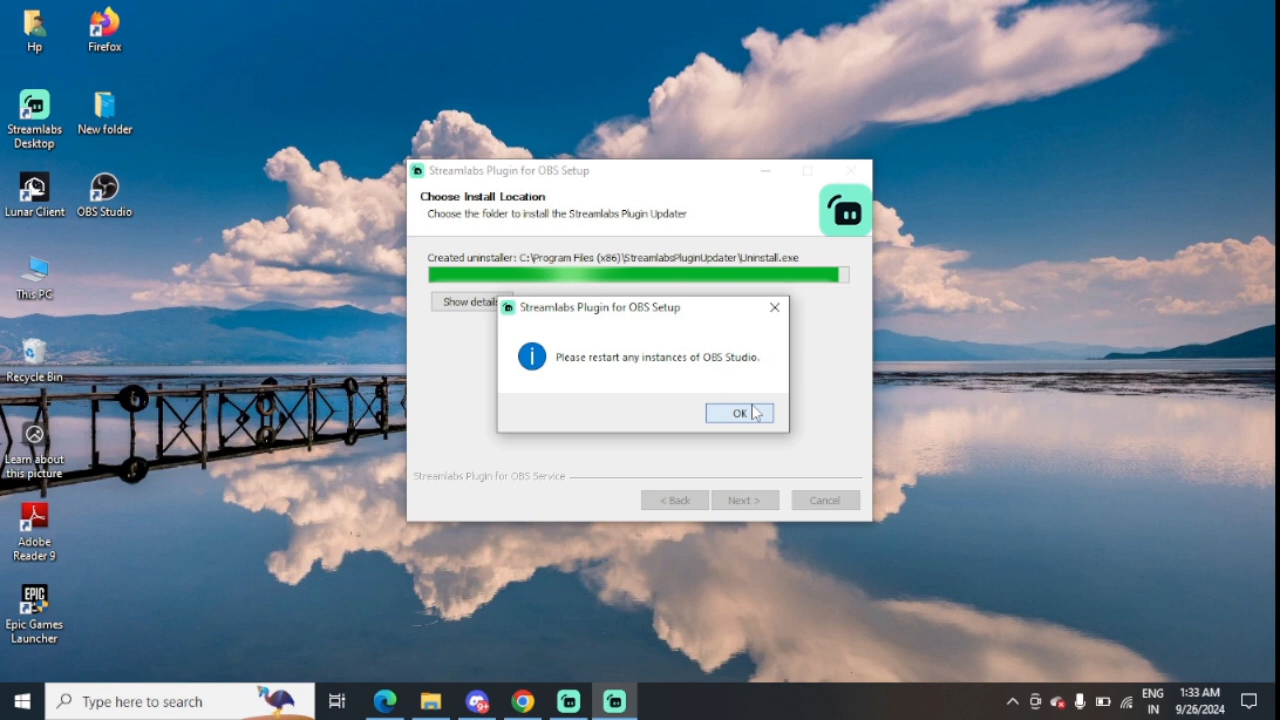 Hp
Firefox
Streamlabs
Desktop
New folder
Lunar Client
OBS Studio
This PC
Recycle Bin
Learn about
this picture
Adobe
Reader 9
EPIC
GAMES
Epic Games
Launcher
Streamlabs Plugin for OBS Setup
Choose Install Location
Choose the folder to install the Streamlabs Plugin Updater
Created uninstaller: C:\Program Files (x86)\StreamlabsPluginUpdater\Uninstall.exe
Show details
Streamlabs Plugin for OBS Setup
Please restart any instances of OBS Studio.
OK
Streamlabs Plugin for OBS Service
< Back
Next >
Cancel
Type here to search
9+
ENG
IN
1:33 AM
9/26/2024